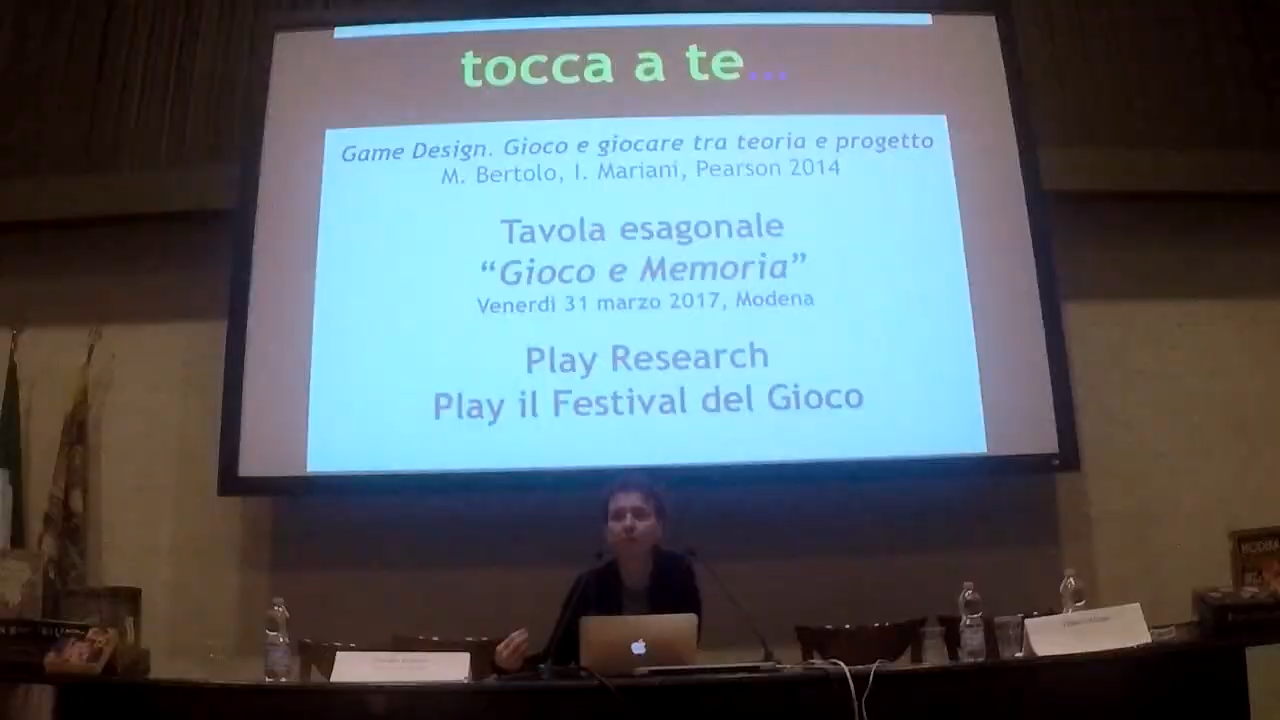 tocca a te...
Game Design. Gioco e giocare tra teoria e progetto
M. Bertolo, I. Mariani, Pearson 2014
Tavola esagonale
“Gioco e Memoria”
Venerdì 31 marzo 2017, Modena
Play Research
Play il Festival del Gioco